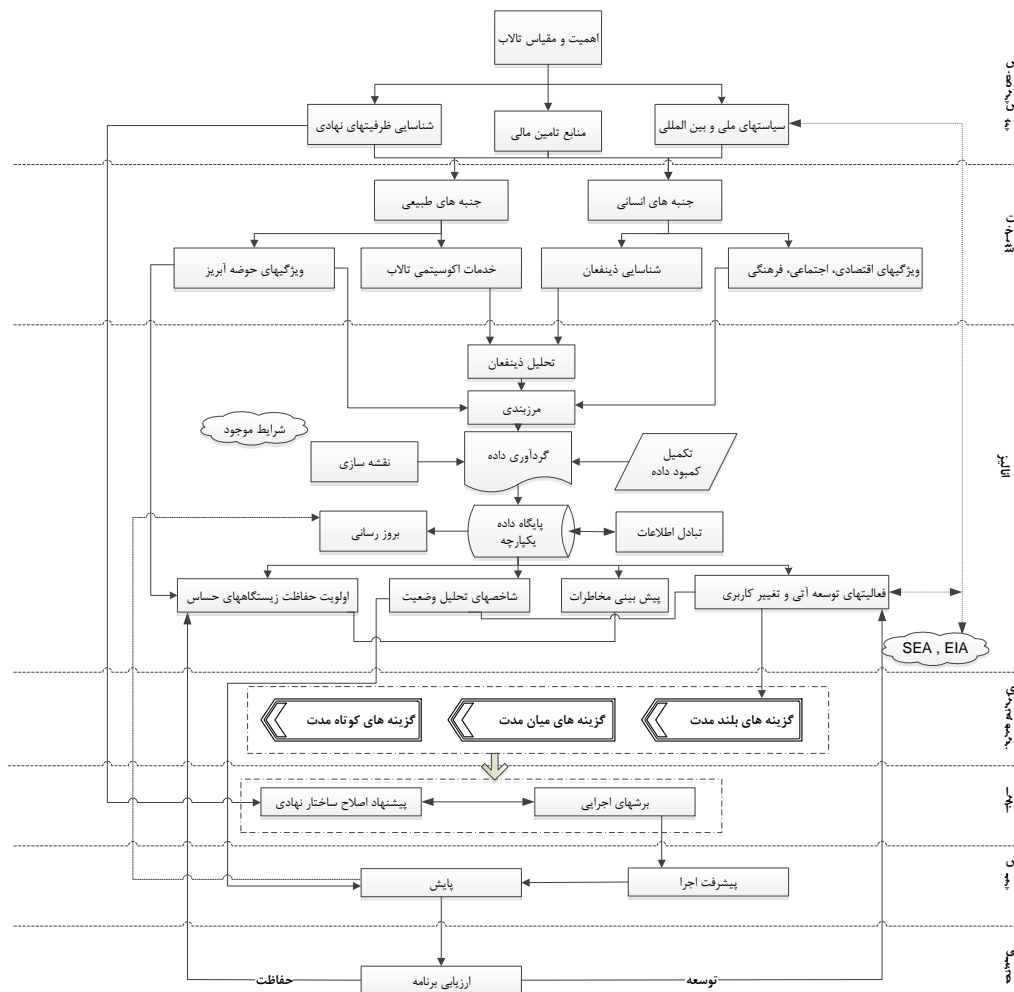 اهمیت و مقیاس تالاب
سیاستهای ملی و بین المللی
منابع تامین مالی
شناسایی ظرفیتهای نهادی
جنبه های انسانی
جنبه های طبیعی
ویژگیهای اقتصادی، اجتماعی، فرهنگی
شناسایی ذینفعان
خدمات اکوسیتمی تالاب
ویژگیهای حوضه آبریز
تحلیل ذینفعان
مرزبندی
شرایط موجود
تکمیل
کمبود داده
گردآوری داده
نقشه سازی
آنالیز
تبادل اطلاعات
پایگاه داده
یکپارچه
بروز رسانی
فعالیتهای توسعه آتی و تغییر کاربری
پیش بینی مخاطرات
شاخصهای تحلیل وضعیت
اولویت حفاظت زیستگاههای حساس
SEA , EIA
گزینه های بلند مدت
گزینه های میان مدت
گزینه های کوتاه مدت
برشهای اجرایی
پیشنهاد اصلاح ساختار نهادی
پیشرفت اجرا
پایش
توسعه
ارزیابی برنامه
حفاظت